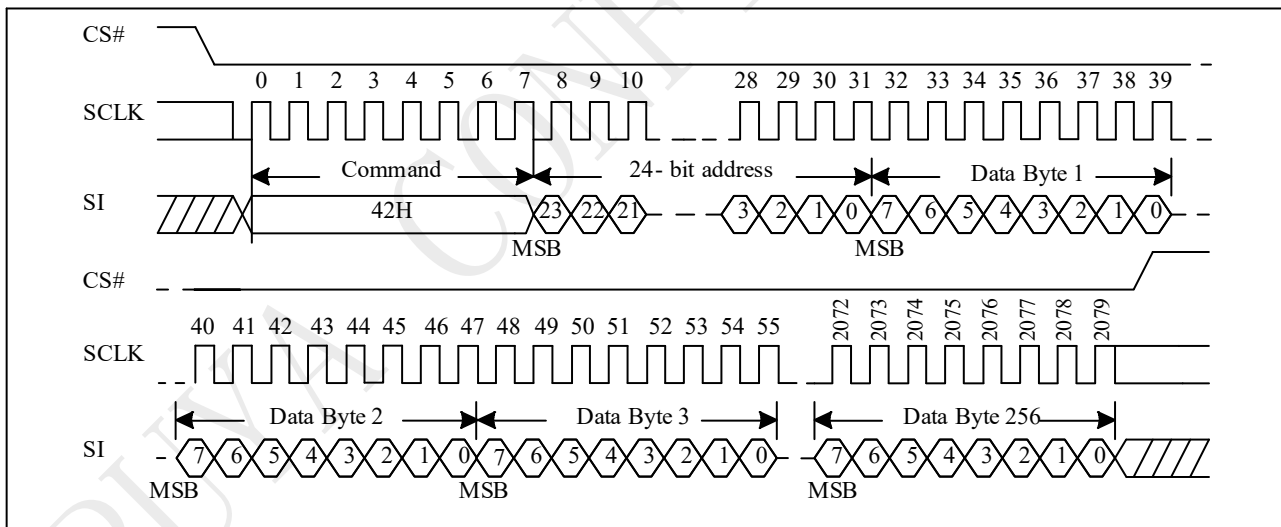 CS#
0 1 2 3 4 5 6 7 8 9 10 28 29 30 31 32 33 34 35 36 37 38 39
SCLK
Command 24- bit address Data Byte 1
SI
42H 23 22 21 3 2 1 0 7 6 5 4 3 2 1 0
MSB MSB
CS#
40 41 42 43 44 45 46 47 48 49 50 51 52 53 54 55 2072 2073 2074 2075 2076 2077 2078 2079
SCLK
Data Byte 2 Data Byte 3 Data Byte 256
SI
7 6 5 4 3 2 1 0 7 6 5 4 3 2 1 0 7 6 5 4 3 2 1 0
MSB MSB MSB
PUYA CONF